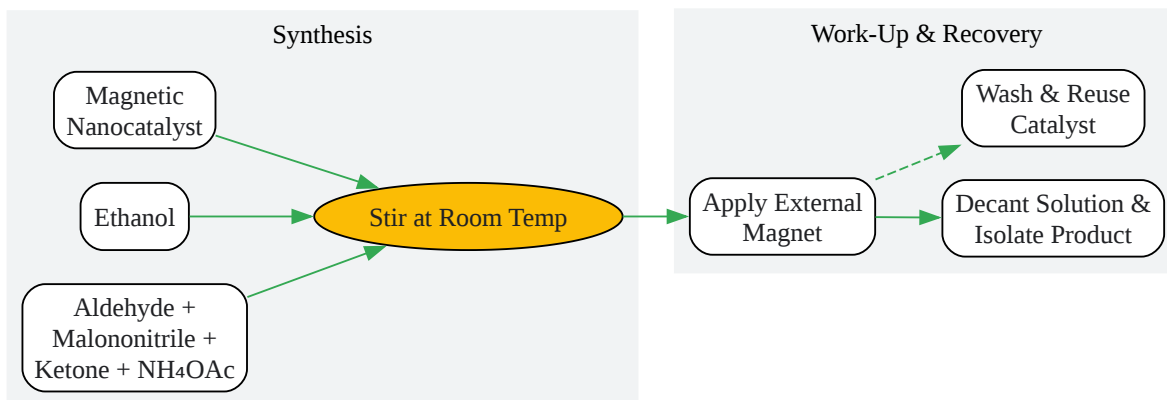 Synthesis
Magnetic
Nanocatalyst
Ethanol
Aldehyde +
Malononitrile +
Ketone + NH₄OAc
Stir at Room Temp
Work-Up & Recovery
Apply External
Magnet
Wash & Reuse
Catalyst
Decant Solution &
Isolate Product